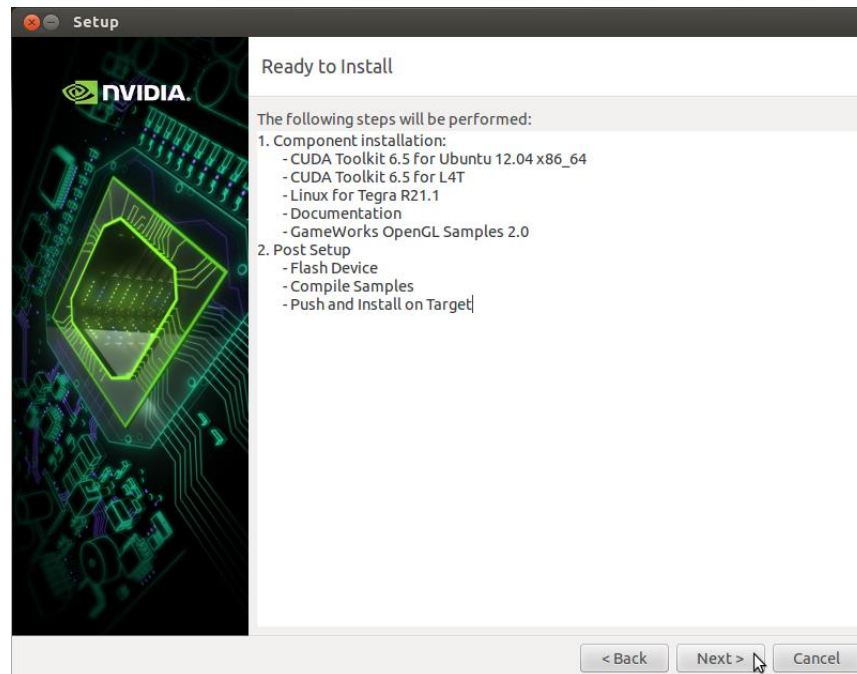 Setup
NVIDIA.
Ready to Install
The following steps will be performed:
1. Component installation:
- CUDA Toolkit 6.5 for Ubuntu 12.04 x86_64
- CUDA Toolkit 6.5 for L4T
- Linux for Tegra R21.1
- Documentation
- GameWorks OpenGL Samples 2.0
2. Post Setup
- Flash Device
- Compile Samples
- Push and Install on Target
< Back
Next >
Cancel